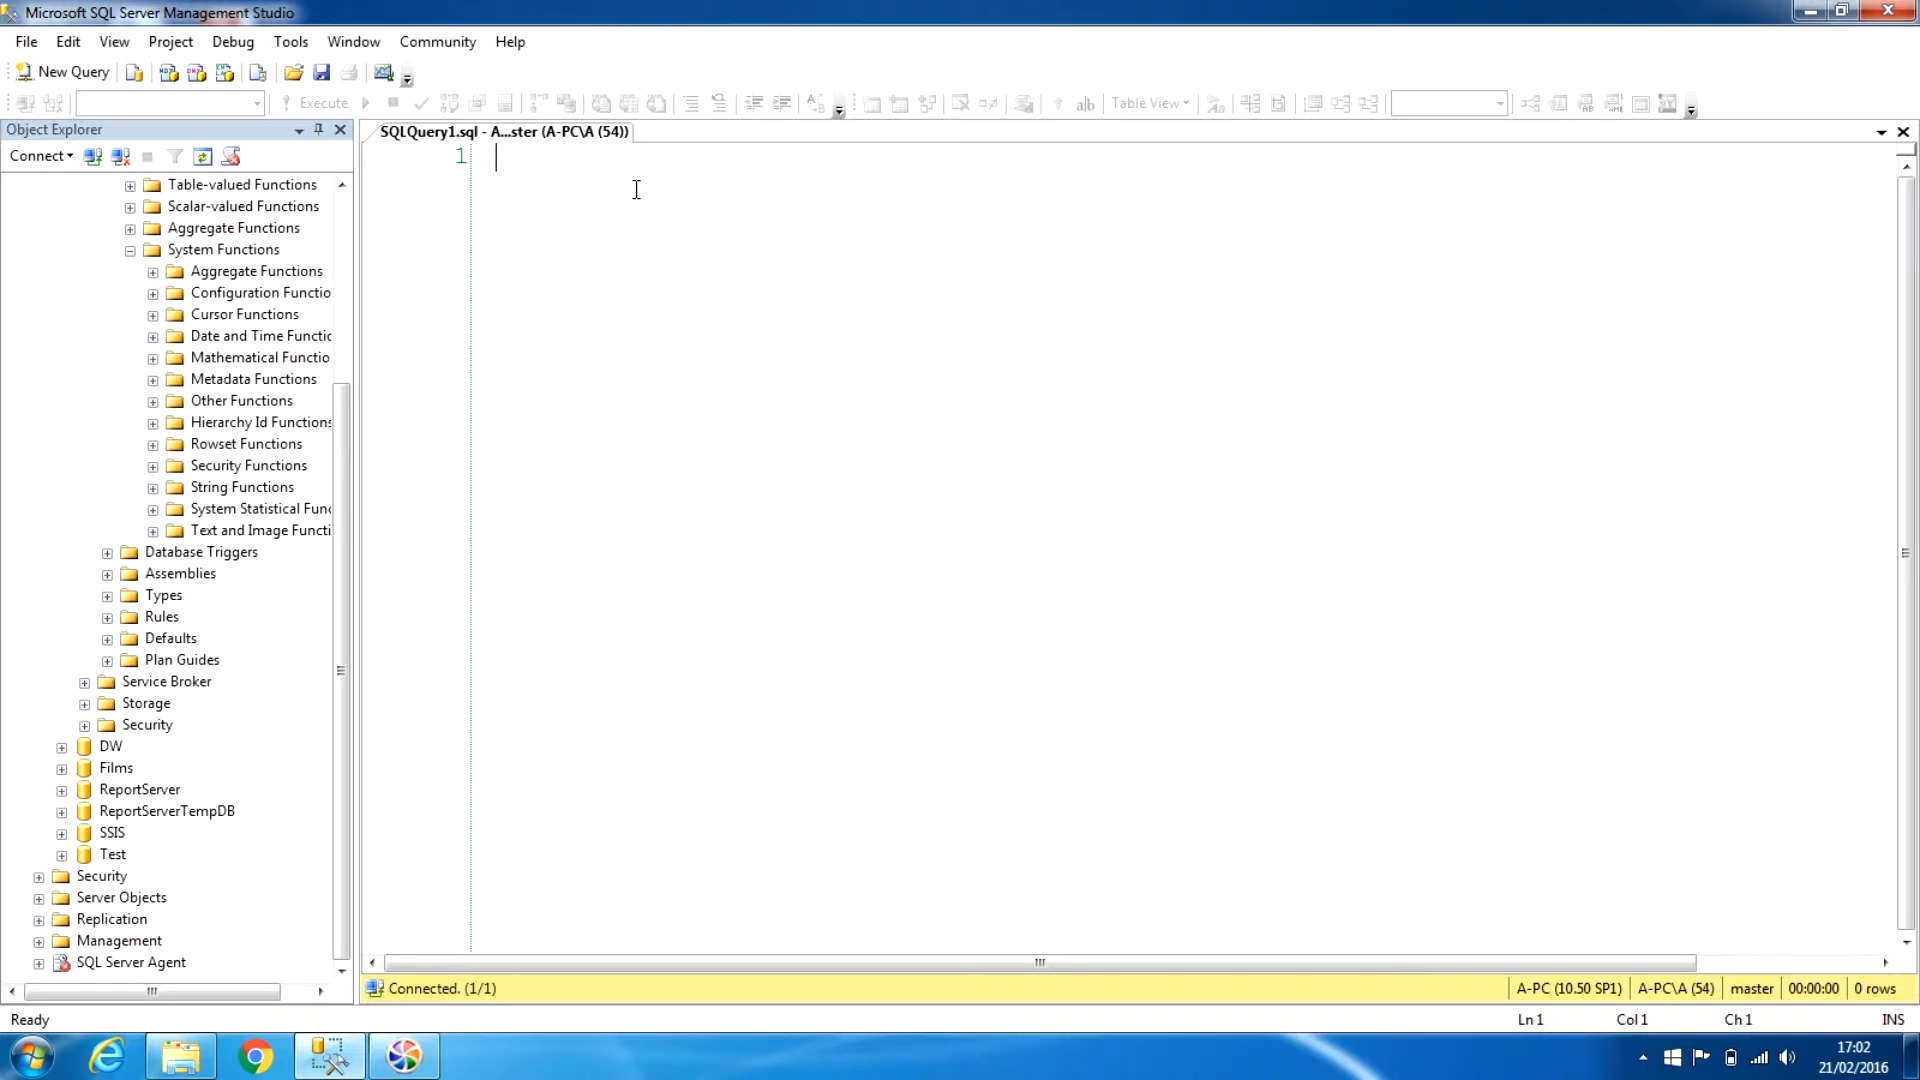 Microsoft SQL Server Management Studio
File Edit View Project Debug Tools Window Community Help
New Query
Execute
ab
Table View
Object Explorer
SQLQuery1.sql - A...ster (A-PC\A (54))
Connect
1
Table-valued Functions
Scalar-valued Functions
Aggregate Functions
System Functions
Aggregate Functions
Configuration Functio
Cursor Functions
Date and Time Functic
Mathematical Functio
Metadata Functions
Other Functions
Hierarchy Id Functions
Rowset Functions
Security Functions
String Functions
System Statistical Func
Text and Image Functi
Database Triggers
Assemblies
Types
Rules
Defaults
Plan Guides
Service Broker
Storage
Security
DW
Films
ReportServer
ReportServerTempDB
SSIS
Test
Security
Server Objects
Replication
Management
SQL Server Agent
Connected. (1/1)
A-PC (10.50 SP1) A-PC\A (54) master 00:00:00 0 rows
Ready
Ln 1 Col 1 Ch 1 INS
17:02
21/02/2016